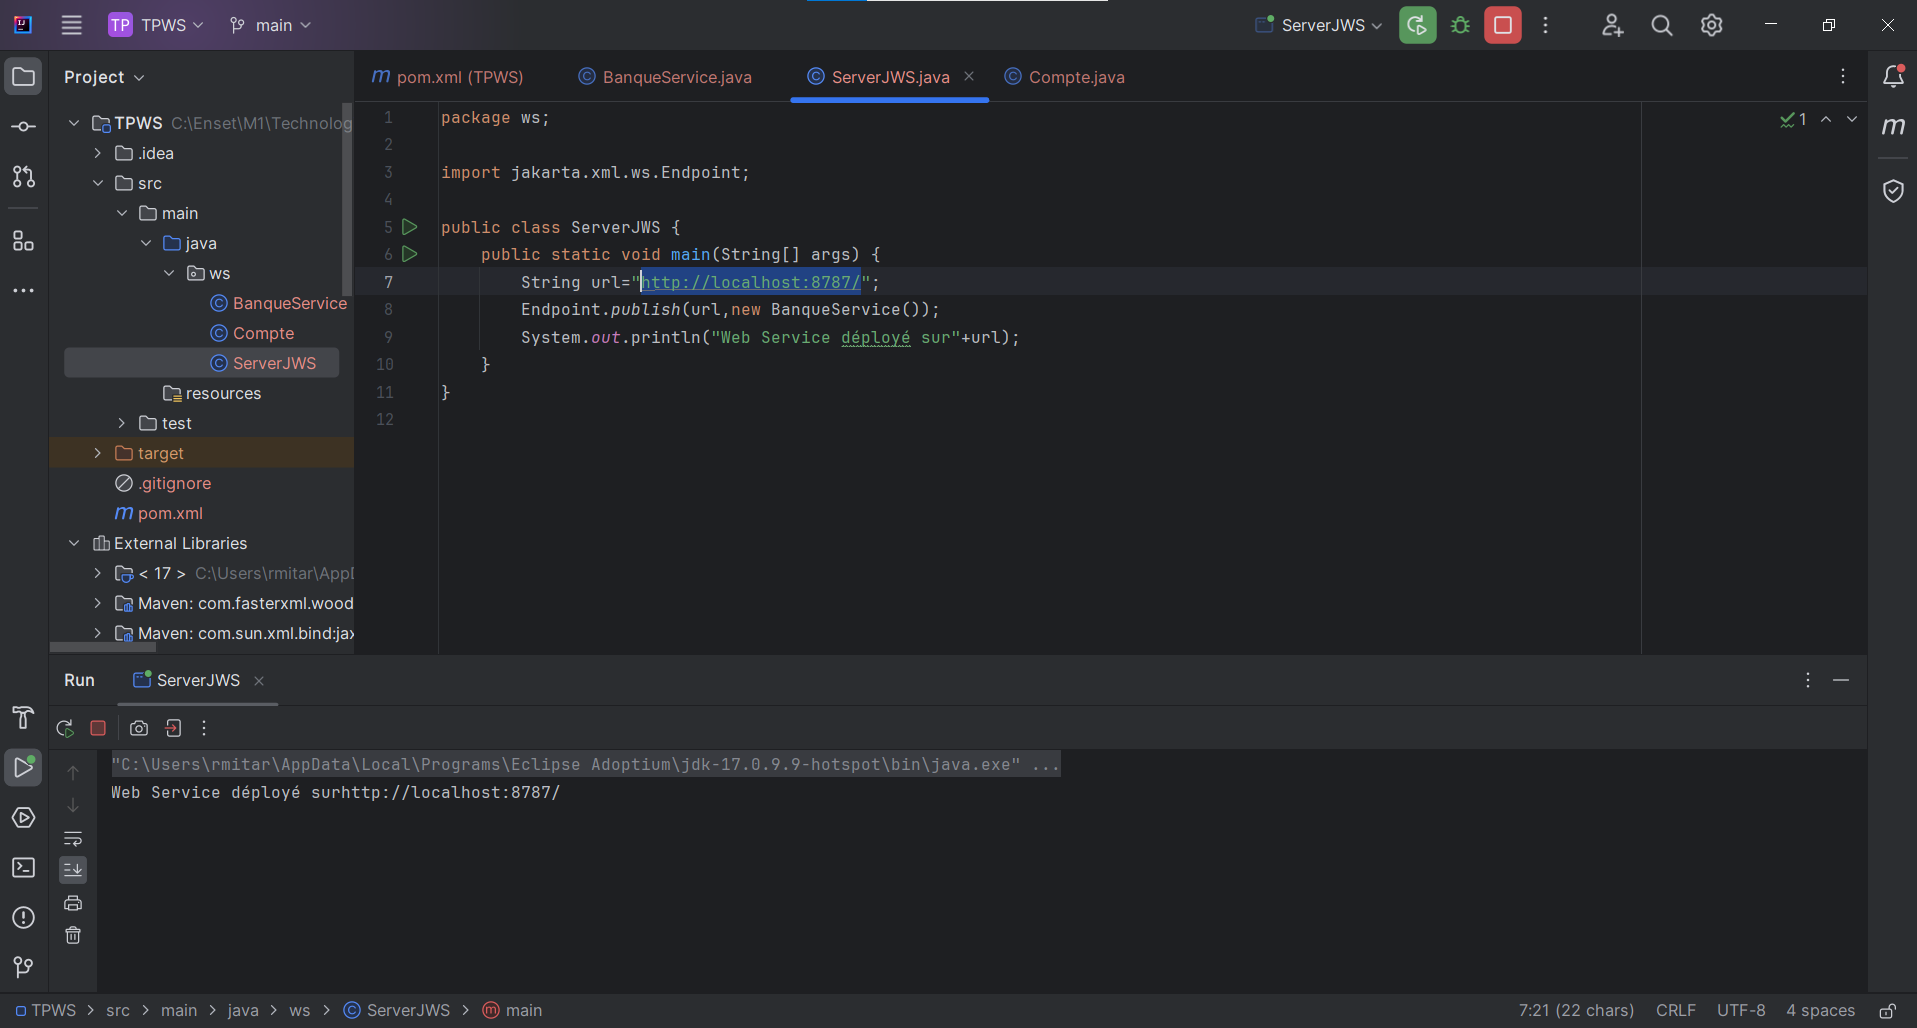 TP TPWS main ServerJWS
Project
pom.xml (TPWS) BanqueService.java ServerJWS.java Compte.java
TPWS C:\Enset\M1\Technolog
.idea
src
main
java
ws
BanqueService
Compte
ServerJWS
resources
test
target
.gitignore
pom.xml
External Libraries
< 17 > C:\Users\rmitar\AppD
Maven: com.fasterxml.wood
Maven: com.sun.xml.bind:jax
1 package ws;
2
3 import jakarta.xml.ws.Endpoint;
4
5 public class ServerJWS {
6 public static void main(String[] args) {
7 String url="http://localhost:8787/";
8 Endpoint.publish(url,new BanqueService());
9 System.out.println("Web Service déployé sur"+url);
10 }
11 }
12
1
Run ServerJWS
"C:\Users\rmitar\AppData\Local\Programs\Eclipse Adoptium\jdk-17.0.9.9-hotspot\bin\java.exe" ...
Web Service déployé surhttp://localhost:8787/
TPWS > src > main > java > ws > ServerJWS > main 7:21 (22 chars) CRLF UTF-8 4 spaces